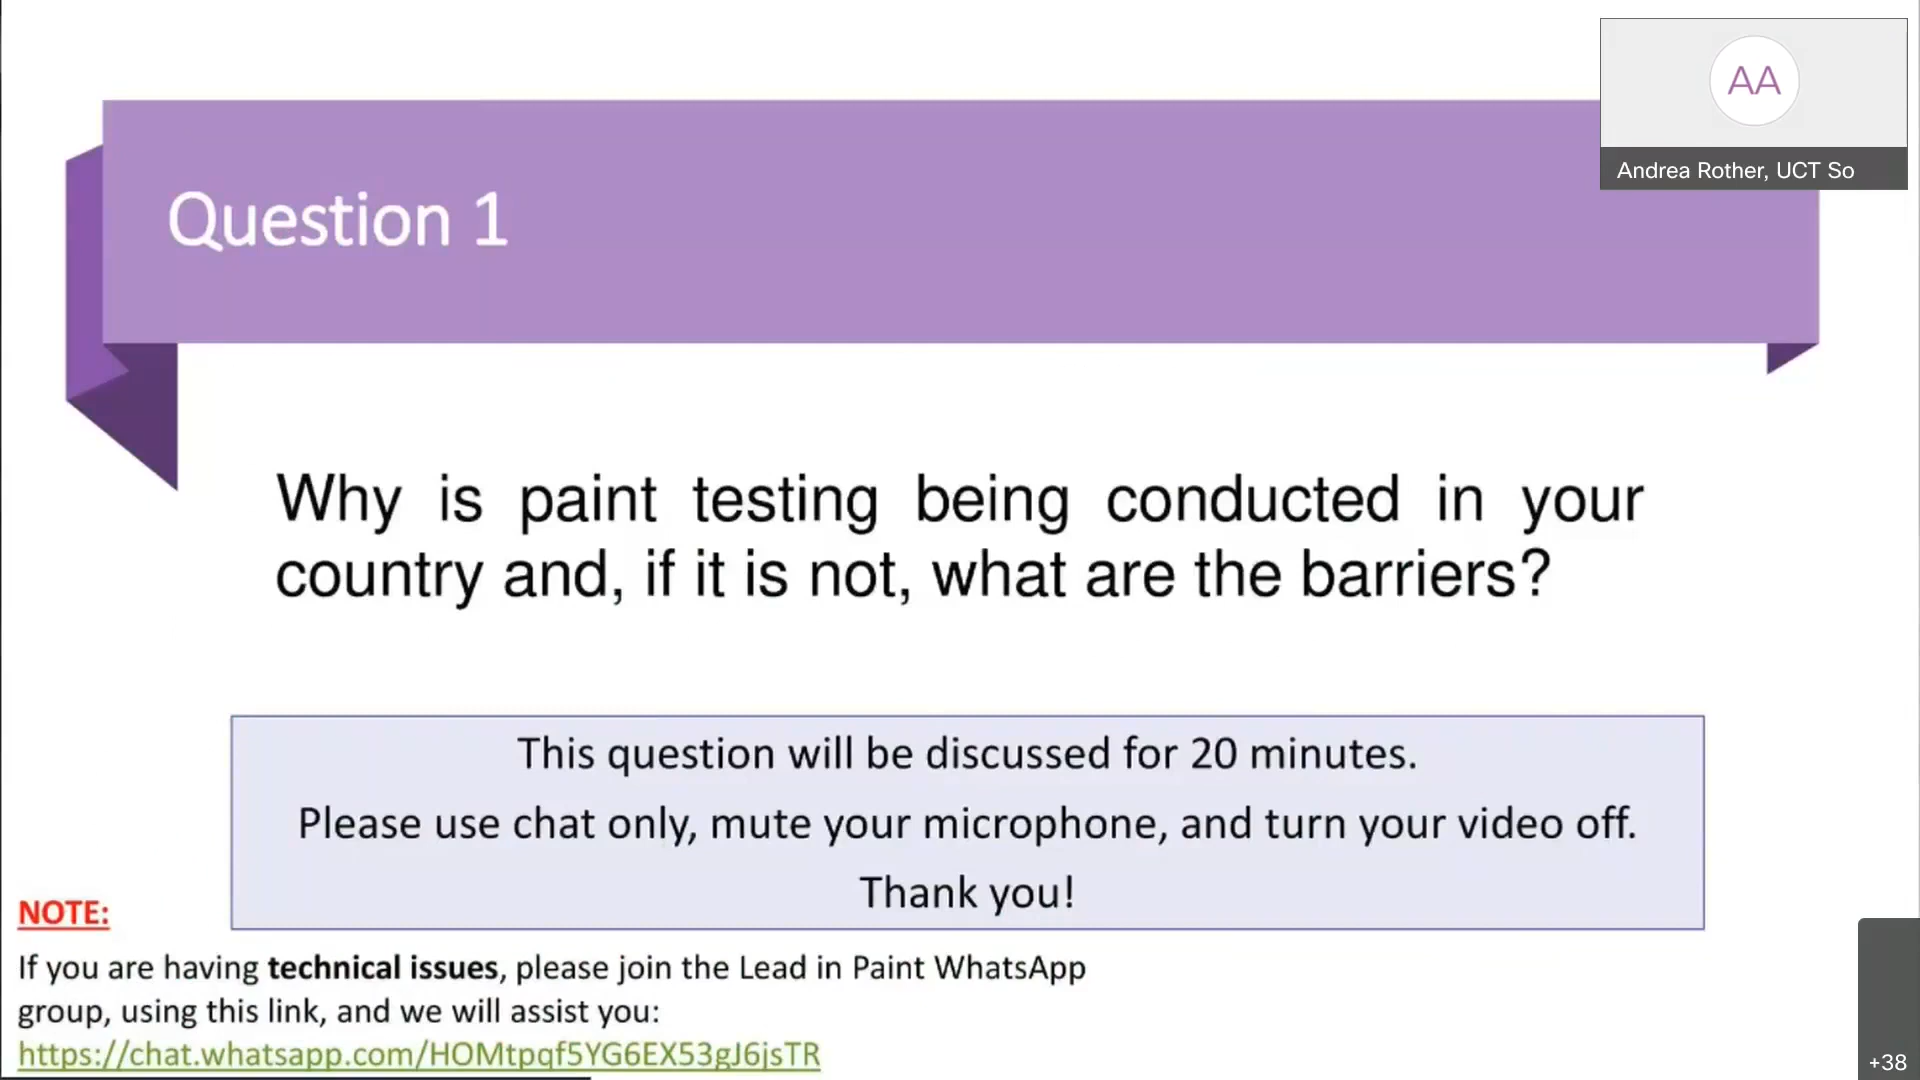 AA
Andrea Rother, UCT So
Question 1
Why is paint testing being conducted in your
country and, if it is not, what are the barriers?
This question will be discussed for 20 minutes.
Please use chat only, mute your microphone, and turn your video off.
Thank you!
NOTE:
If you are having technical issues, please join the Lead in Paint WhatsApp
group, using this link, and we will assist you:
https://chat.whatsapp.com/HOMtpqf5YG6EX53gJ6jsTR
+38